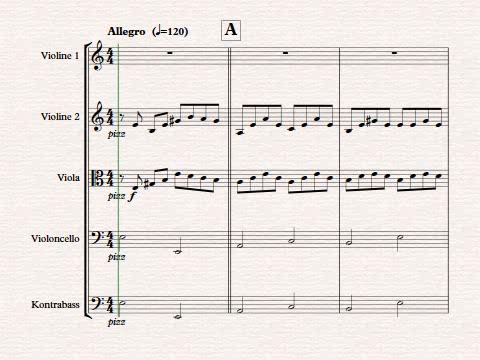 Allegro (♩=120)
A
Violine 1
Violine 2
pizz
Viola
pizz f
Violoncello
pizz
Kontrabass
pizz